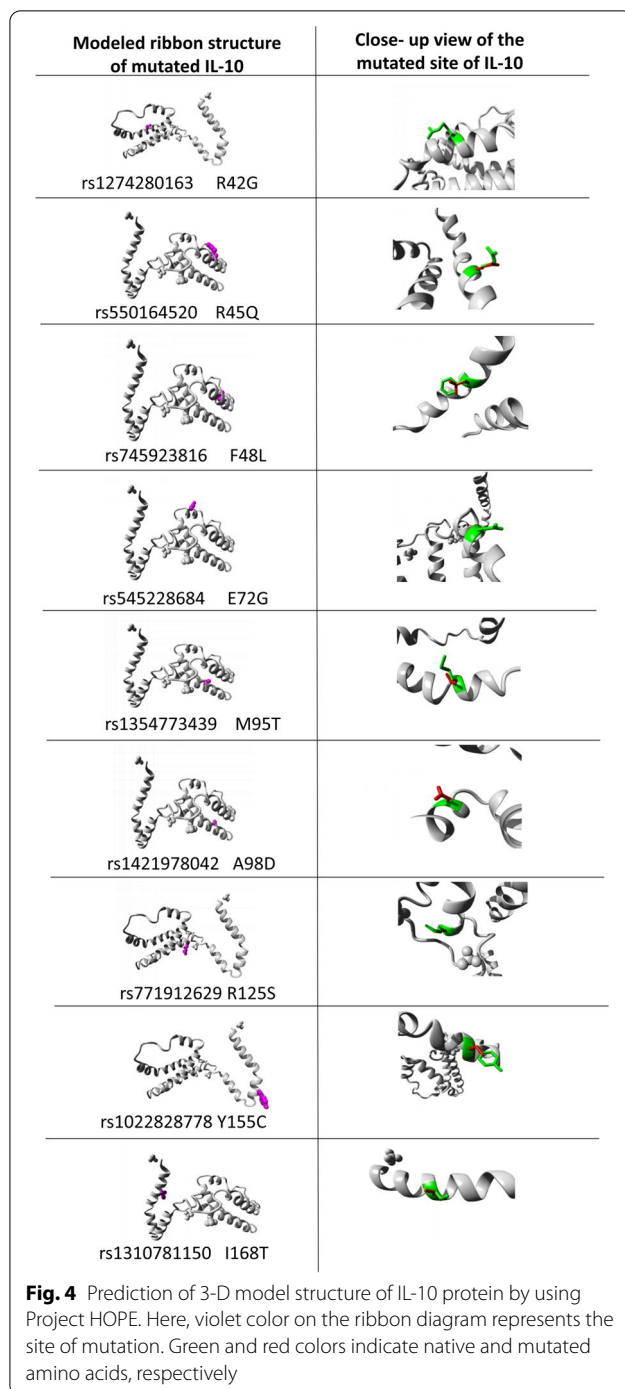 Modeled ribbon structure
of mutated IL-10
Close- up view of the
mutated site of IL-10
rs1274280163 R42G
rs550164520 R45Q
rs745923816 F48L
rs545228684 E72G
rs1354773439 M95T
rs1421978042 A98D
rs771912629 R125S
rs1022828778 Y155C
rs1310781150 I168T
Fig. 4 Prediction of 3-D model structure of IL-10 protein by using
Project HOPE. Here, violet color on the ribbon diagram represents the
site of mutation. Green and red colors indicate native and mutated
amino acids, respectively